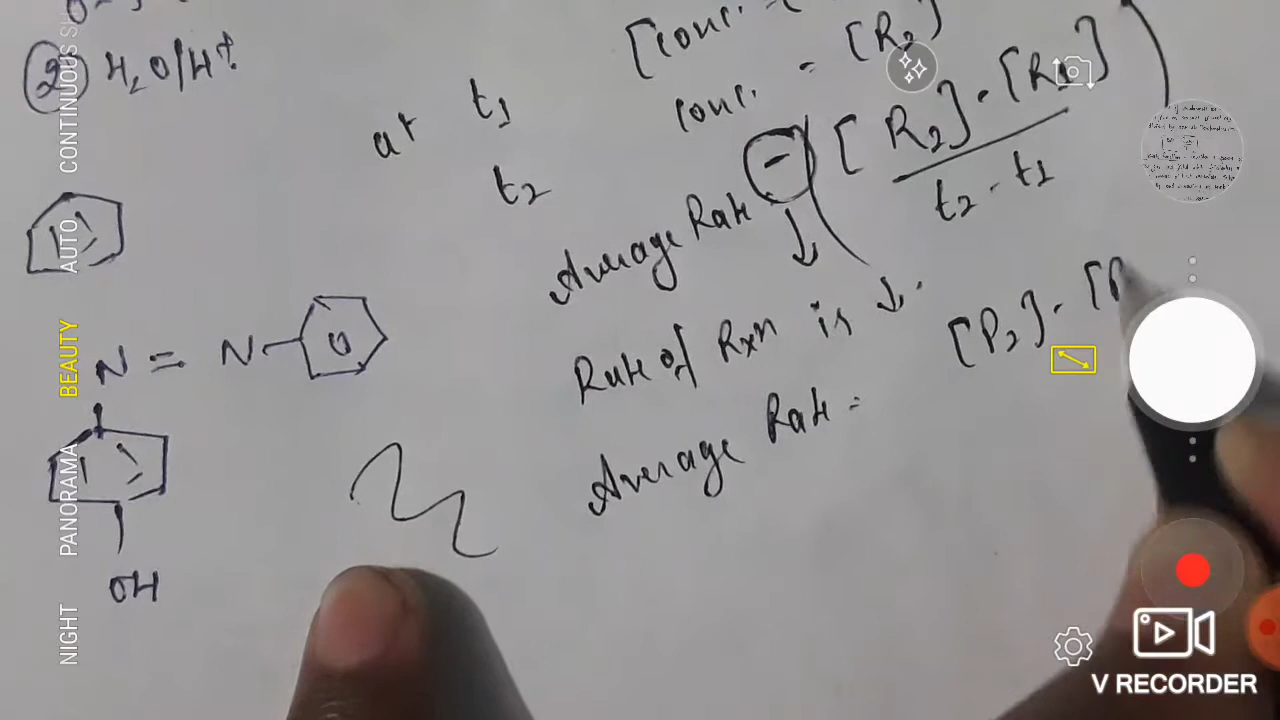 ② H₂O/H⁺
[conc.
conc. = [R₂]
at t₁
t₂
Average Rate -([R₂] - [R₁] / t₂ - t₁)
↓
Rate of Rxn is ↓.
Average Rate = [P₂] - [P
N = N
OH
CONTINUOUS
AUTO
BEAUTY
PANORAMA
NIGHT
V RECORDER